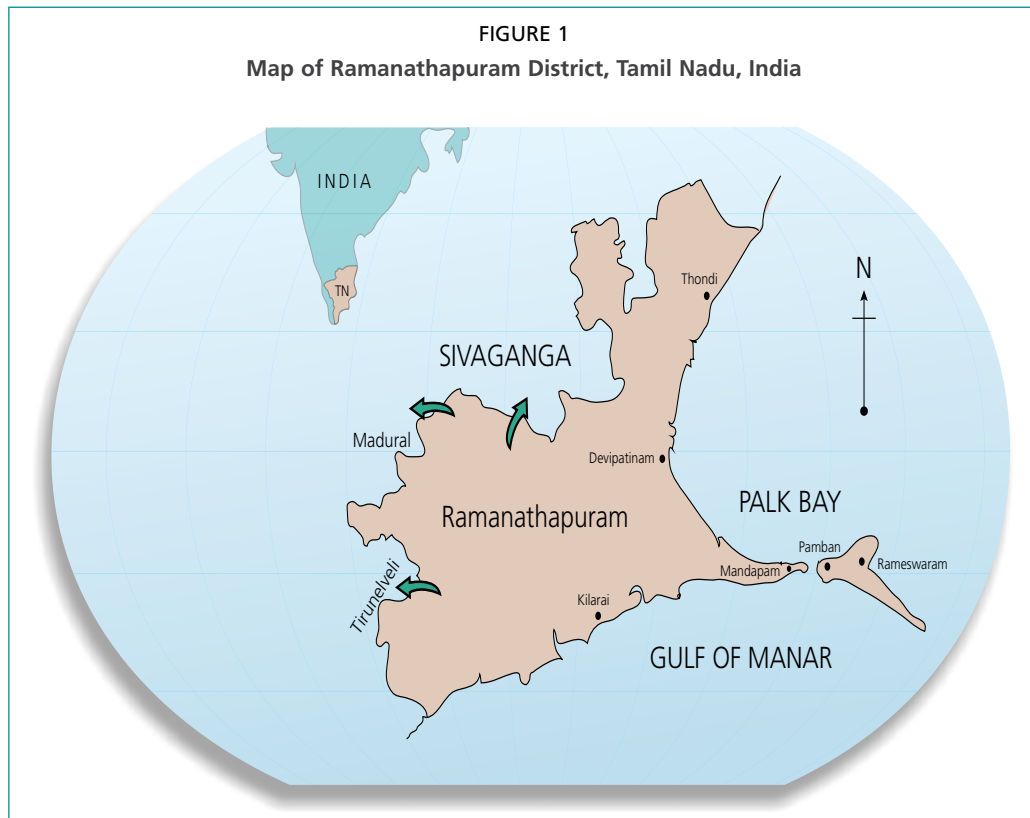 FIGURE 1
Map of Ramanathapuram District, Tamil Nadu, India
INDIA
TN
Thondi
N
SIVAGANGA
Madural
Devipatinam
PALK BAY
Ramanathapuram
Pamban
Rameswaram
Mandapam
Tirunelveli
Kilarai
GULF OF MANAR